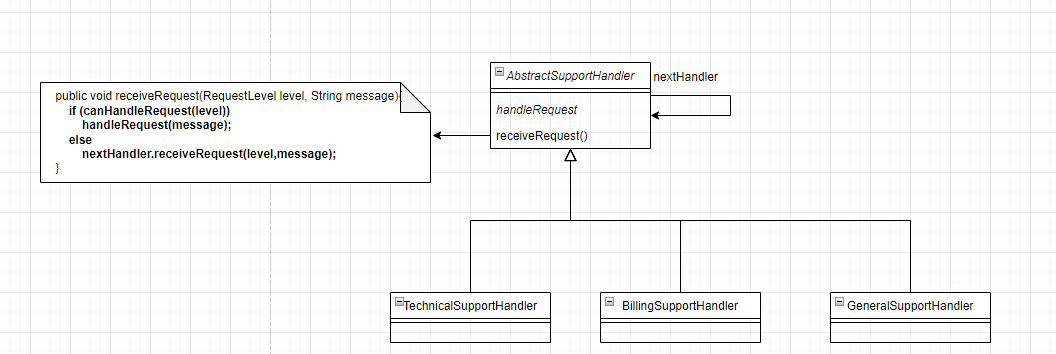 public void receiveRequest(RequestLevel level, String message){
if (canHandleRequest(level))
handleRequest(message);
else
nextHandler.receiveRequest(level,message);
}
AbstractSupportHandler
nextHandler
handleRequest
receiveRequest()
TechnicalSupportHandler
BillingSupportHandler
GeneralSupportHandler